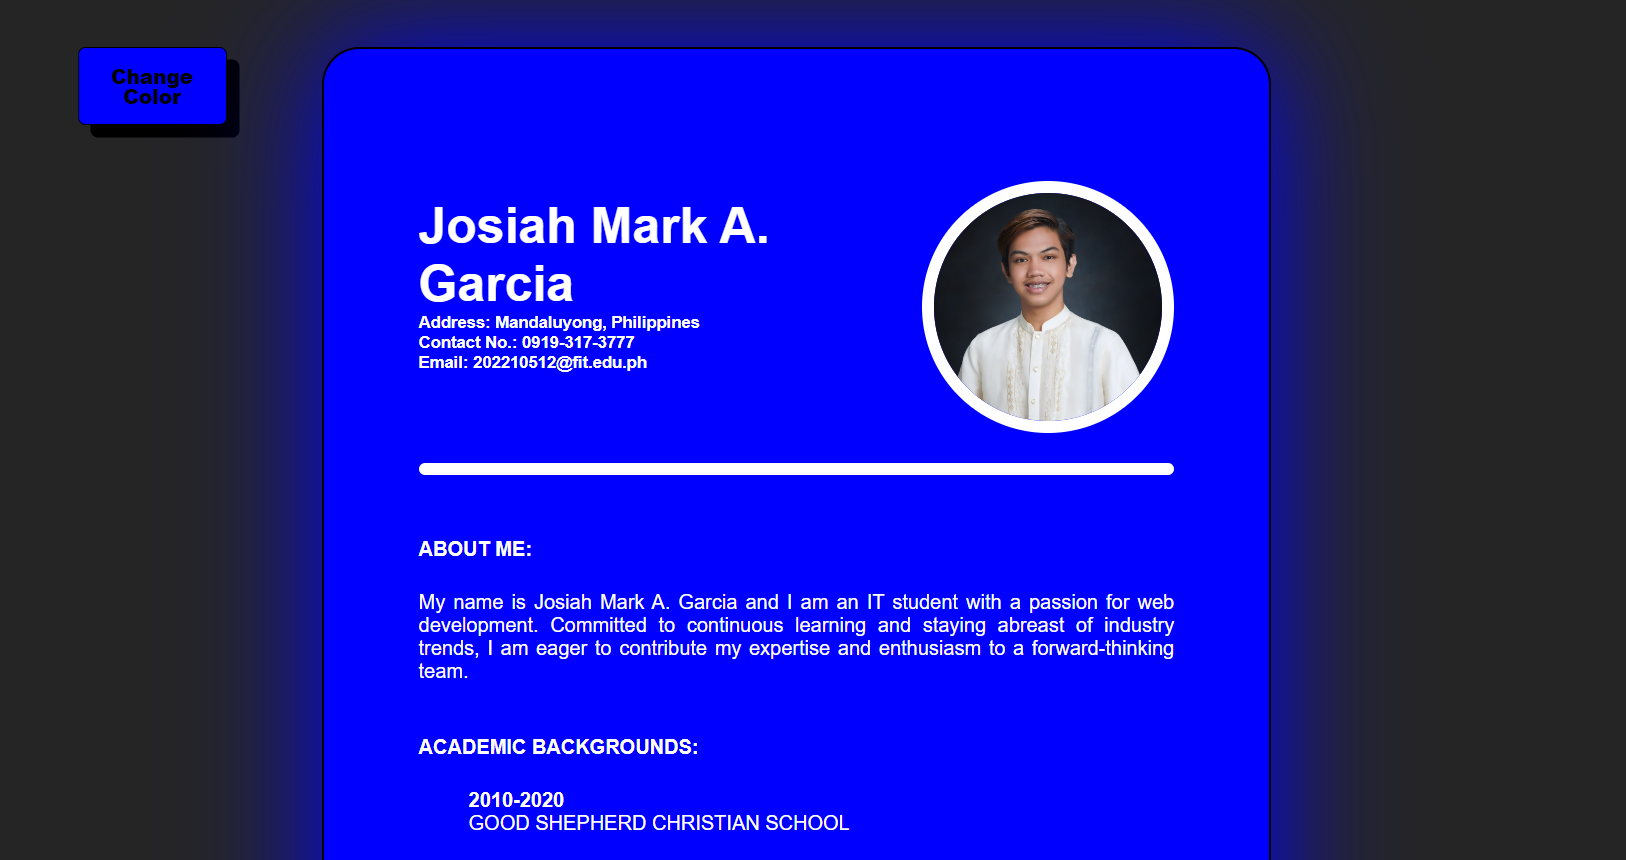 Change
Color
Josiah Mark A.
Garcia
Address: Mandaluyong, Philippines
Contact No.: 0919-317-3777
Email: 202210512@fit.edu.ph
ABOUT ME:
My name is Josiah Mark A. Garcia and I am an IT student with a passion for web
development. Committed to continuous learning and staying abreast of industry
trends, I am eager to contribute my expertise and enthusiasm to a forward-thinking
team.
ACADEMIC BACKGROUNDS:
2010-2020
GOOD SHEPHERD CHRISTIAN SCHOOL